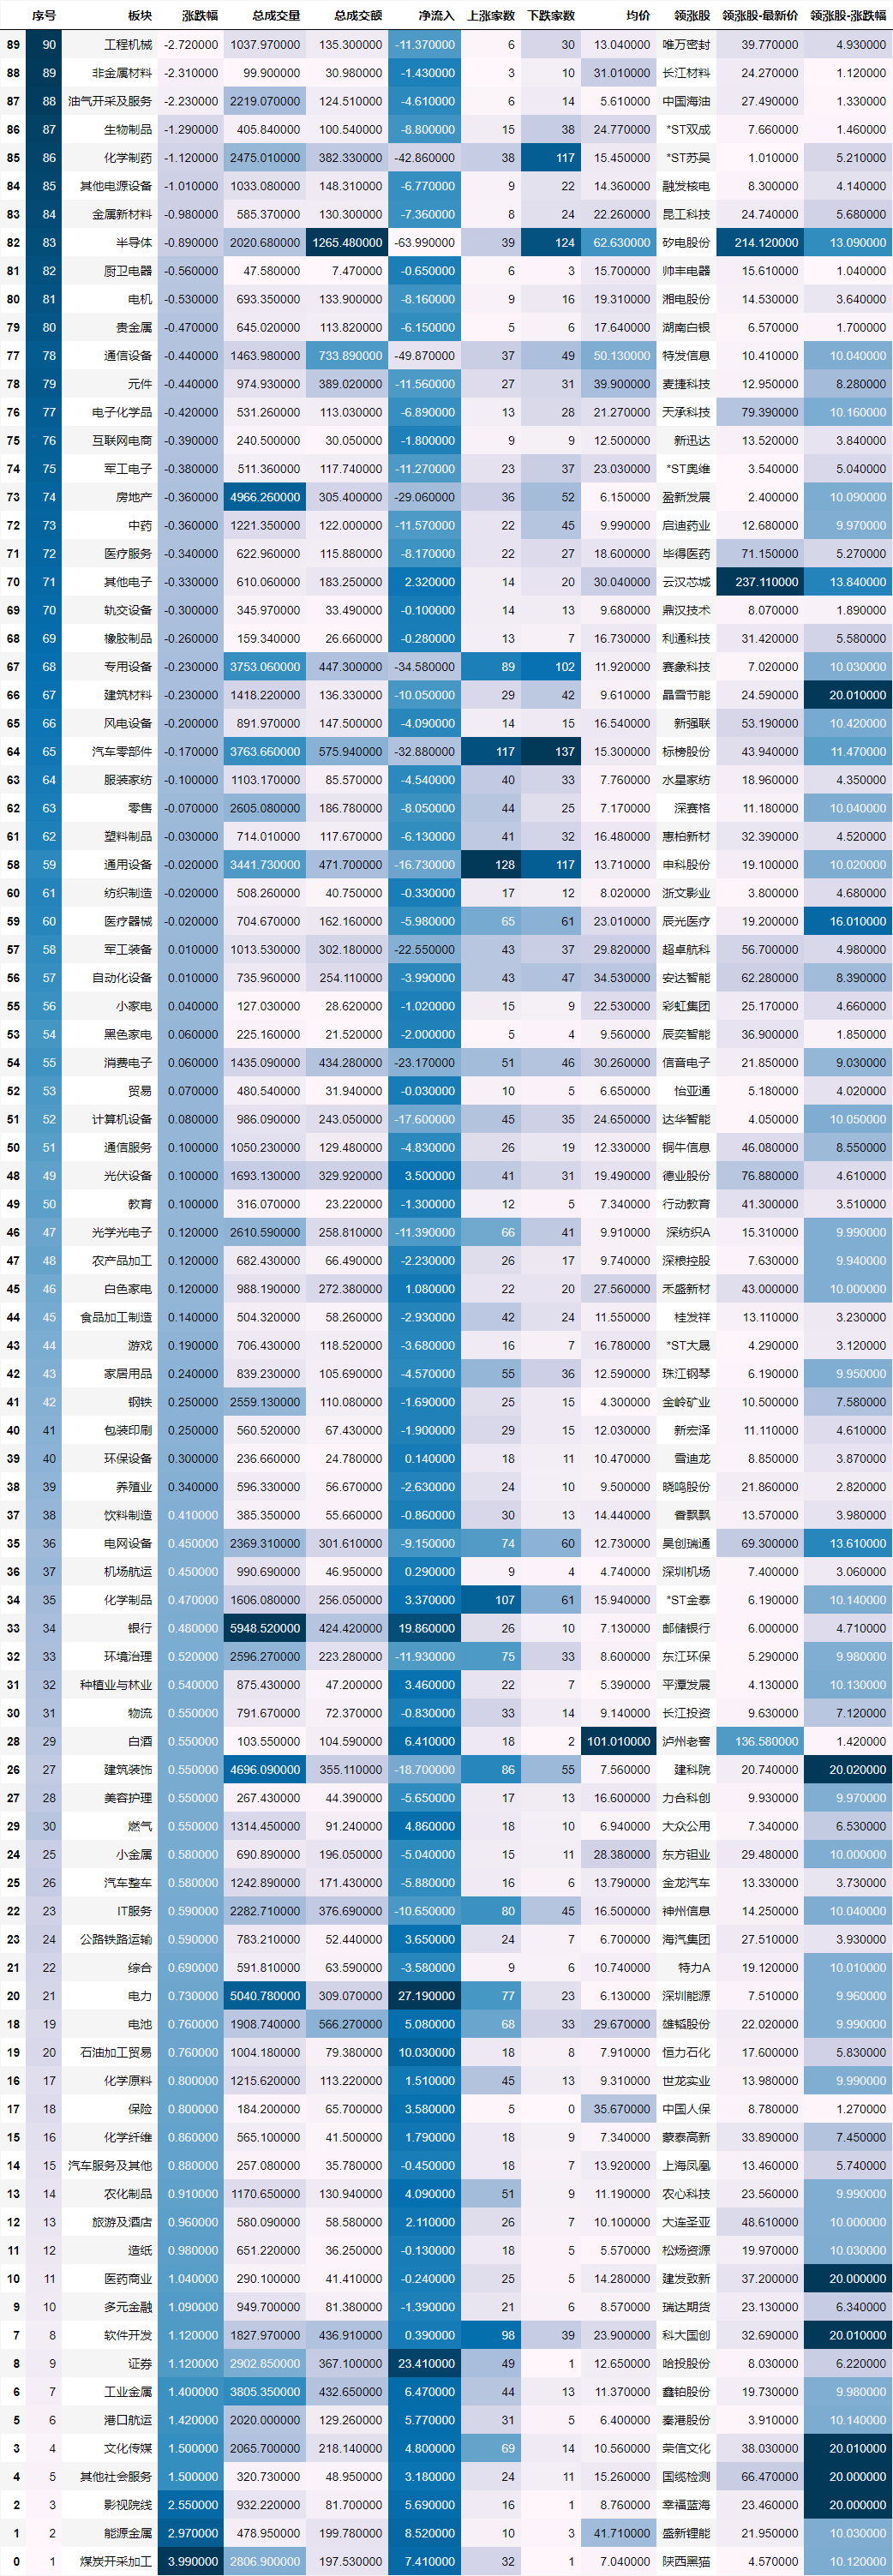 序号 板块 涨跌幅 总成交量 总成交额 净流入 上涨家数 下跌家数 均价 领涨股 领涨股-最新价 领涨股-涨跌幅
89 90 工程机械 -2.720000 1037.970000 135.300000 -11.370000 6 30 13.040000 唯万密封 39.770000 4.930000
88 89 非金属材料 -2.310000 99.900000 30.980000 -1.430000 3 10 31.010000 长江材料 24.270000 1.120000
87 88 油气开采及服务 -2.230000 2219.070000 124.510000 -4.610000 6 14 5.610000 中国海油 27.490000 1.330000
86 87 生物制品 -1.290000 405.840000 100.540000 -8.800000 15 38 24.770000 *ST双成 7.660000 1.460000
85 86 化学制药 -1.120000 2475.010000 382.330000 -42.860000 38 117 15.450000 *ST苏吴 1.010000 5.210000
84 85 其他电源设备 -1.010000 1033.080000 148.310000 -6.770000 9 22 14.360000 融发核电 8.300000 4.140000
83 84 金属新材料 -0.980000 585.370000 130.300000 -7.360000 8 24 22.260000 昆工科技 24.740000 5.680000
82 83 半导体 -0.890000 2020.680000 1265.480000 -63.990000 39 124 62.630000 矽电股份 214.120000 13.090000
81 82 厨卫电器 -0.560000 47.580000 7.470000 -0.650000 6 3 15.700000 帅丰电器 15.610000 1.040000
80 81 电机 -0.530000 693.350000 133.900000 -8.160000 9 16 19.310000 湘电股份 14.530000 3.640000
79 80 贵金属 -0.470000 645.020000 113.820000 -6.150000 5 6 17.640000 湖南白银 6.570000 1.700000
77 78 通信设备 -0.440000 1463.980000 733.890000 -49.870000 37 49 50.130000 特发信息 10.410000 10.040000
78 79 元件 -0.440000 974.930000 389.020000 -11.560000 27 31 39.900000 麦捷科技 12.950000 8.280000
76 77 电子化学品 -0.420000 531.260000 113.030000 -6.890000 13 28 21.270000 天承科技 79.390000 10.160000
75 76 互联网电商 -0.390000 240.500000 30.050000 -1.800000 9 9 12.500000 新迅达 13.520000 3.840000
74 75 军工电子 -0.380000 511.360000 117.740000 -11.270000 23 37 23.030000 *ST奥维 3.540000 5.040000
73 74 房地产 -0.360000 4966.260000 305.400000 -29.060000 36 52 6.150000 盈新发展 2.400000 10.090000
72 73 中药 -0.360000 1221.350000 122.000000 -11.570000 22 45 9.990000 启迪药业 12.680000 9.970000
71 72 医疗服务 -0.340000 622.960000 115.880000 -8.170000 22 27 18.600000 毕得医药 71.150000 5.270000
70 71 其他电子 -0.330000 610.060000 183.250000 2.320000 14 20 30.040000 云汉芯城 237.110000 13.840000
69 70 轨交设备 -0.300000 345.970000 33.490000 -0.100000 14 13 9.680000 鼎汉技术 8.070000 1.890000
68 69 橡胶制品 -0.260000 159.340000 26.660000 -0.280000 13 7 16.730000 利通科技 31.420000 5.580000
67 68 专用设备 -0.230000 3753.060000 447.300000 -34.580000 89 102 11.920000 赛象科技 7.020000 10.030000
66 67 建筑材料 -0.230000 1418.220000 136.330000 -10.050000 29 42 9.610000 晶雪节能 24.590000 20.010000
65 66 风电设备 -0.200000 891.970000 147.500000 -4.090000 14 15 16.540000 新强联 53.190000 10.420000
64 65 汽车零部件 -0.170000 3763.660000 575.940000 -32.880000 117 137 15.300000 标榜股份 43.940000 11.470000
63 64 服装家纺 -0.100000 1103.170000 85.570000 -4.540000 40 33 7.760000 水星家纺 18.960000 4.350000
62 63 零售 -0.070000 2605.080000 186.780000 -8.050000 44 25 7.170000 深赛格 11.180000 10.040000
61 62 塑料制品 -0.030000 714.010000 117.670000 -6.130000 41 32 16.480000 惠柏新材 32.390000 4.520000
58 59 通用设备 -0.020000 3441.730000 471.700000 -16.730000 128 117 13.710000 申科股份 19.100000 10.020000
60 61 纺织制造 -0.020000 508.260000 40.750000 -0.330000 17 12 8.020000 浙文影业 3.800000 4.680000
59 60 医疗器械 -0.020000 704.670000 162.160000 -5.980000 65 61 23.010000 辰光医疗 19.200000 16.010000
57 58 军工装备 0.010000 1013.530000 302.180000 -22.550000 43 37 29.820000 超卓航科 56.700000 4.980000
56 57 自动化设备 0.010000 735.960000 254.110000 -3.990000 43 47 34.530000 安达智能 62.280000 8.390000
55 56 小家电 0.040000 127.030000 28.620000 -1.020000 15 9 22.530000 彩虹集团 25.170000 4.660000
53 54 黑色家电 0.060000 225.160000 21.520000 -2.000000 5 4 9.560000 辰奕智能 36.900000 1.850000
54 55 消费电子 0.060000 1435.090000 434.280000 -23.170000 51 46 30.260000 信音电子 21.850000 9.030000
52 53 贸易 0.070000 480.540000 31.940000 -0.030000 10 5 6.650000 怡亚通 5.180000 4.020000
51 52 计算机设备 0.080000 986.090000 243.050000 -17.600000 45 35 24.650000 达华智能 4.050000 10.050000
50 51 通信服务 0.100000 1050.230000 129.480000 -4.830000 26 19 12.330000 铜牛信息 46.080000 8.550000
48 49 光伏设备 0.100000 1693.130000 329.920000 3.500000 41 31 19.490000 德业股份 76.880000 4.610000
49 50 教育 0.100000 316.070000 23.220000 -1.300000 12 5 7.340000 行动教育 41.300000 3.510000
46 47 光学光电子 0.120000 2610.590000 258.810000 -11.390000 66 41 9.910000 深纺织A 15.310000 9.990000
47 48 农产品加工 0.120000 682.430000 66.490000 -2.230000 26 17 9.740000 深粮控股 7.630000 9.940000
45 46 白色家电 0.120000 988.190000 272.380000 1.080000 22 20 27.560000 禾盛新材 43.000000 10.000000
44 45 食品加工制造 0.140000 504.320000 58.260000 -2.930000 42 24 11.550000 桂发祥 13.110000 3.230000
43 44 游戏 0.190000 706.430000 118.520000 -3.680000 16 7 16.780000 *ST大晟 4.290000 3.120000
42 43 家居用品 0.240000 839.230000 105.690000 -4.570000 55 36 12.590000 珠江钢琴 6.190000 9.950000
41 42 钢铁 0.250000 2559.130000 110.080000 -1.690000 25 15 4.300000 金岭矿业 10.500000 7.580000
40 41 包装印刷 0.250000 560.520000 67.430000 -1.900000 29 15 12.030000 新宏泽 11.110000 4.610000
39 40 环保设备 0.300000 236.660000 24.780000 0.140000 18 11 10.470000 雪迪龙 8.850000 3.870000
38 39 养殖业 0.340000 596.330000 56.670000 -2.630000 24 10 9.500000 晓鸣股份 21.860000 2.820000
37 38 饮料制造 0.410000 385.350000 55.660000 -0.860000 30 13 14.440000 香飘飘 13.570000 3.980000
35 36 电网设备 0.450000 2369.310000 301.610000 -9.150000 74 60 12.730000 昊创瑞通 69.300000 13.610000
36 37 机场航运 0.450000 990.690000 46.950000 0.290000 9 4 4.740000 深圳机场 7.400000 3.060000
34 35 化学制品 0.470000 1606.080000 256.050000 3.370000 107 61 15.940000 *ST金泰 6.190000 10.140000
33 34 银行 0.480000 5948.520000 424.420000 19.860000 26 10 7.130000 邮储银行 6.000000 4.710000
32 33 环境治理 0.520000 2596.270000 223.280000 -11.930000 75 33 8.600000 东江环保 5.290000 9.980000
31 32 种植业与林业 0.540000 875.430000 47.200000 3.460000 22 7 5.390000 平潭发展 4.130000 10.130000
30 31 物流 0.550000 791.670000 72.370000 -0.830000 33 14 9.140000 长江投资 9.630000 7.120000
28 29 白酒 0.550000 103.550000 104.590000 6.410000 18 2 101.010000 泸州老窖 136.580000 1.420000
26 27 建筑装饰 0.550000 4696.090000 355.110000 -18.700000 86 55 7.560000 建科院 20.740000 20.020000
27 28 美容护理 0.550000 267.430000 44.390000 -5.650000 17 13 16.600000 力合科创 9.930000 9.970000
29 30 燃气 0.550000 1314.450000 91.240000 4.860000 18 10 6.940000 大众公用 7.340000 6.530000
24 25 小金属 0.580000 690.890000 196.050000 -5.040000 15 11 28.380000 东方钽业 29.480000 10.000000
25 26 汽车整车 0.580000 1242.890000 171.430000 -5.880000 16 6 13.790000 金龙汽车 13.330000 3.730000
22 23 IT服务 0.590000 2282.710000 376.690000 -10.650000 80 45 16.500000 神州信息 14.250000 10.040000
23 24 公路铁路运输 0.590000 783.210000 52.440000 3.650000 24 7 6.700000 海汽集团 27.510000 3.930000
21 22 综合 0.690000 591.810000 63.590000 -3.580000 9 6 10.740000 特力A 19.120000 10.010000
20 21 电力 0.730000 5040.780000 309.070000 27.190000 77 23 6.130000 深圳能源 7.510000 9.960000
18 19 电池 0.760000 1908.740000 566.270000 5.080000 68 33 29.670000 雄韬股份 22.020000 9.990000
19 20 石油加工贸易 0.760000 1004.180000 79.380000 10.030000 18 8 7.910000 恒力石化 17.600000 5.830000
16 17 化学原料 0.800000 1215.620000 113.220000 1.510000 45 13 9.310000 世龙实业 13.980000 9.990000
17 18 保险 0.800000 184.200000 65.700000 3.580000 5 0 35.670000 中国人保 8.780000 1.270000
15 16 化学纤维 0.860000 565.100000 41.500000 1.790000 18 9 7.340000 蒙泰高新 33.890000 7.450000
14 15 汽车服务及其他 0.880000 257.080000 35.780000 -0.450000 18 7 13.920000 上海凤凰 13.460000 5.740000
13 14 农化制品 0.910000 1170.650000 130.940000 4.090000 51 9 11.190000 农心科技 23.560000 9.990000
12 13 旅游及酒店 0.960000 580.090000 58.580000 2.110000 26 7 10.100000 大连圣亚 48.610000 10.000000
11 12 造纸 0.980000 651.220000 36.250000 -0.130000 18 5 5.570000 松炀资源 19.970000 10.030000
10 11 医药商业 1.040000 290.100000 41.410000 -0.240000 25 5 14.280000 建发致新 37.200000 20.000000
9 10 多元金融 1.090000 949.700000 81.380000 -1.390000 21 6 8.570000 瑞达期货 23.130000 6.340000
7 8 软件开发 1.120000 1827.970000 436.910000 0.390000 98 39 23.900000 科大国创 32.690000 20.010000
8 9 证券 1.120000 2902.850000 367.100000 23.410000 49 1 12.650000 哈投股份 8.030000 6.220000
6 7 工业金属 1.400000 3805.350000 432.650000 6.470000 44 13 11.370000 鑫铂股份 19.730000 9.980000
5 6 港口航运 1.420000 2020.000000 129.260000 5.770000 31 5 6.400000 秦港股份 3.910000 10.140000
3 4 文化传媒 1.500000 2065.700000 218.140000 4.800000 69 14 10.560000 荣信文化 38.030000 20.010000
4 5 其他社会服务 1.500000 320.730000 48.950000 3.180000 24 11 15.260000 国缆检测 66.470000 20.000000
2 3 影视院线 2.550000 932.220000 81.700000 5.690000 16 1 8.760000 幸福蓝海 23.460000 20.000000
1 2 能源金属 2.970000 478.950000 199.780000 8.520000 10 3 41.710000 盛新锂能 21.950000 10.030000
0 1 煤炭开采加工 3.990000 2806.900000 197.530000 7.410000 32 1 7.040000 陕西黑猫 4.570000 10.120000